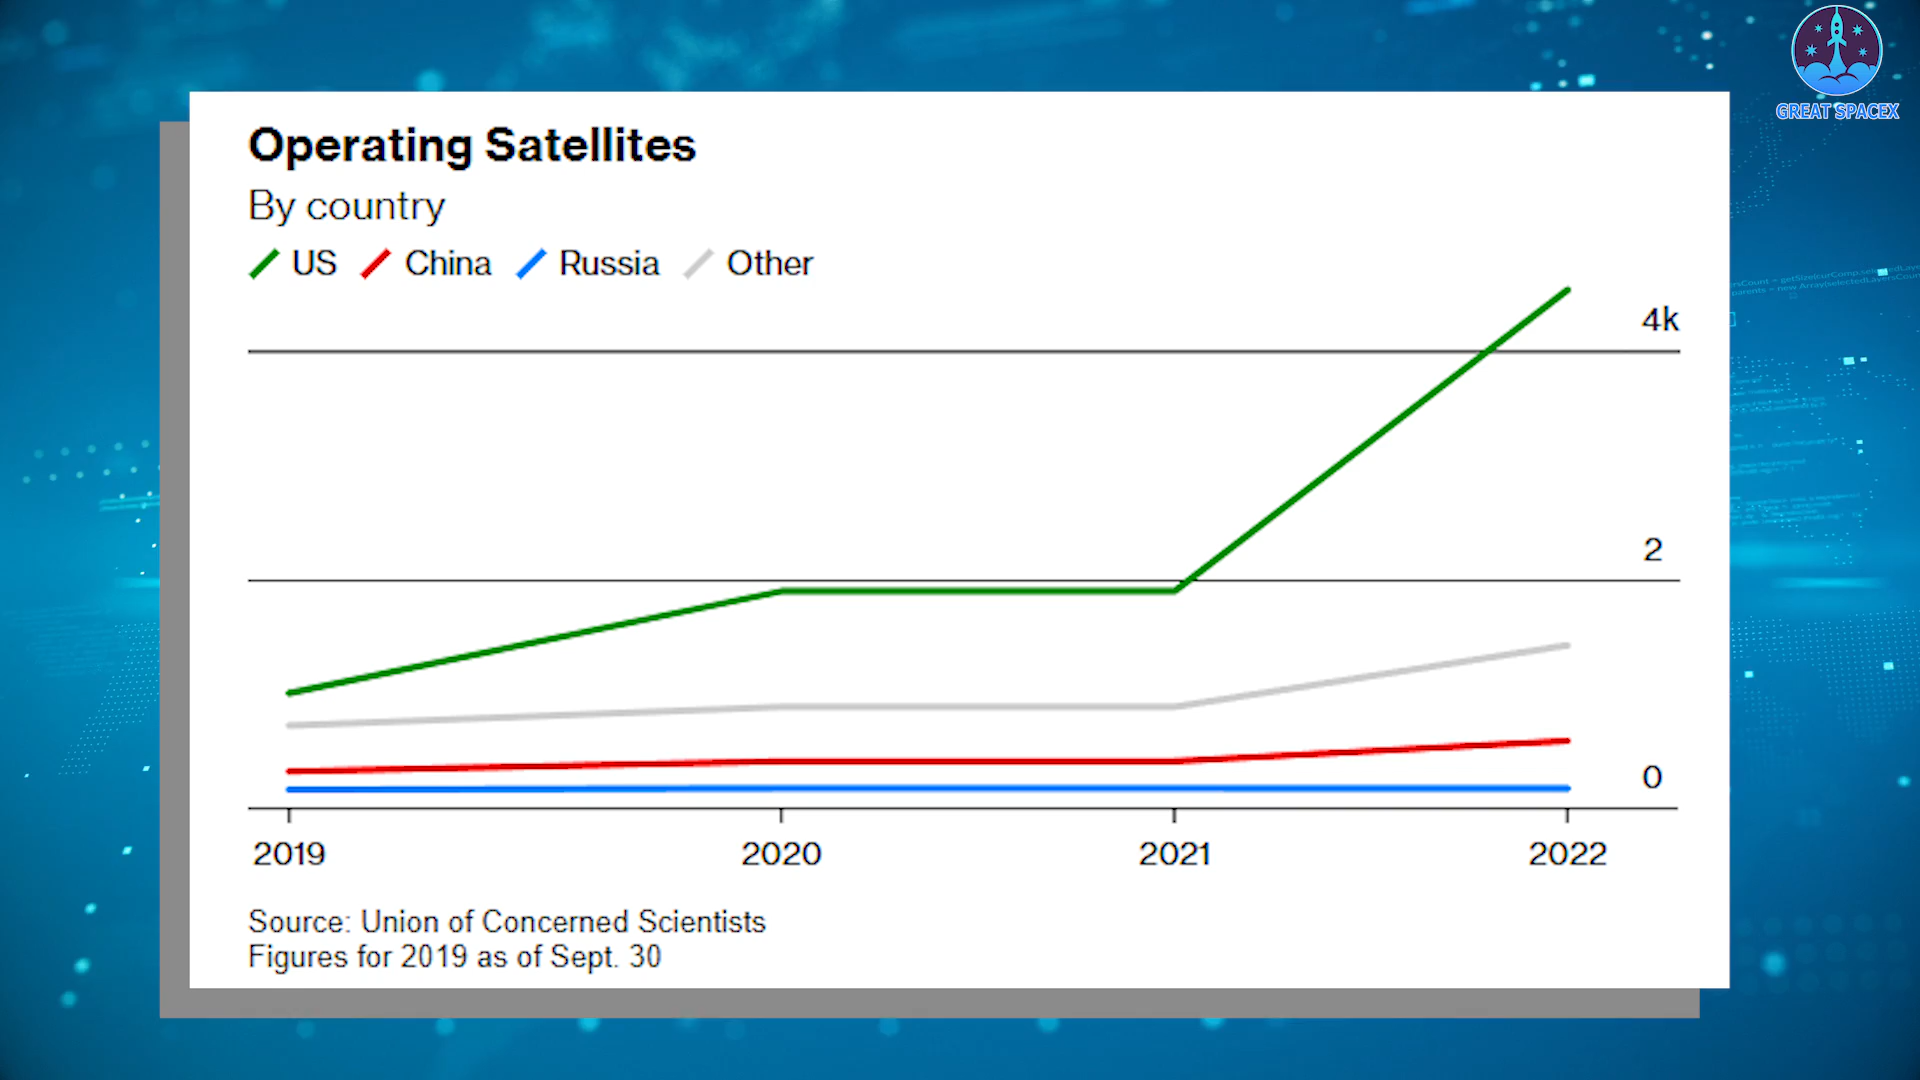 GREAT SPACEX
Operating Satellites
By country
US China Russia Other
4k
2
0
2019 2020 2021 2022
Source: Union of Concerned Scientists
Figures for 2019 as of Sept. 30